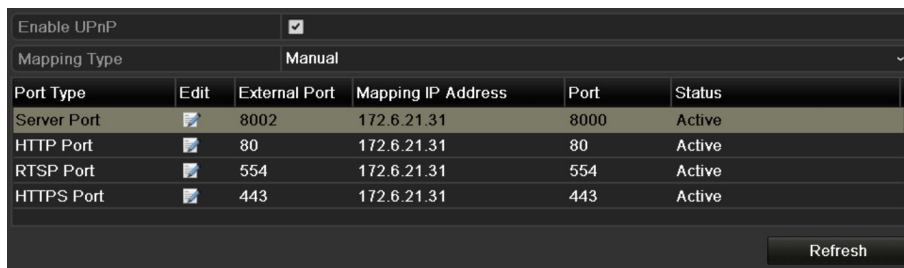 Enable UPnP
Mapping Type Manual
Port Type Edit External Port Mapping IP Address Port Status
Server Port 8002 172.6.21.31 8000 Active
HTTP Port 80 172.6.21.31 80 Active
RTSP Port 554 172.6.21.31 554 Active
HTTPS Port 443 172.6.21.31 443 Active
Refresh